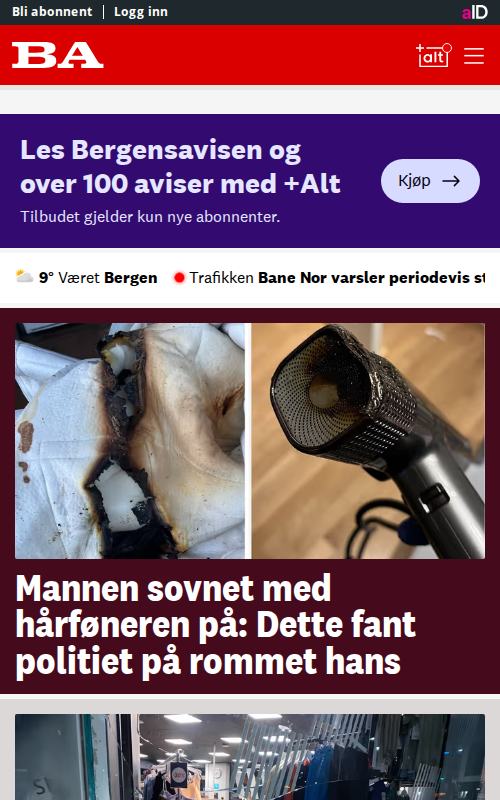 Bli abonnent
Logg inn
aID
BA
+alt
Les Bergensavisen og
over 100 aviser med +Alt
Tilbudet gjelder kun nye abonnenter.
Kjøp
9° Været Bergen
Trafikken Bane Nor varsler periodevis st
Mannen sovnet med
hårføneren på: Dette fant
politiet på rommet hans